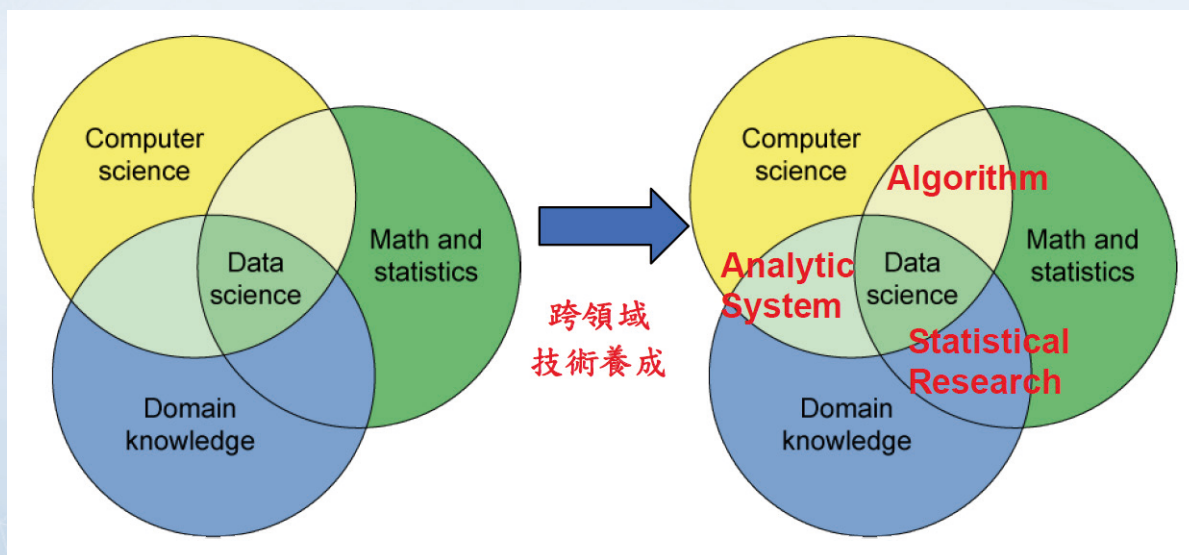 Computer
science
Math and
statistics
Data
science
Domain
knowledge
跨領域
技術養成
Computer
science
Algorithm
Math and
statistics
Analytic
System
Data
science
Statistical
Research
Domain
knowledge